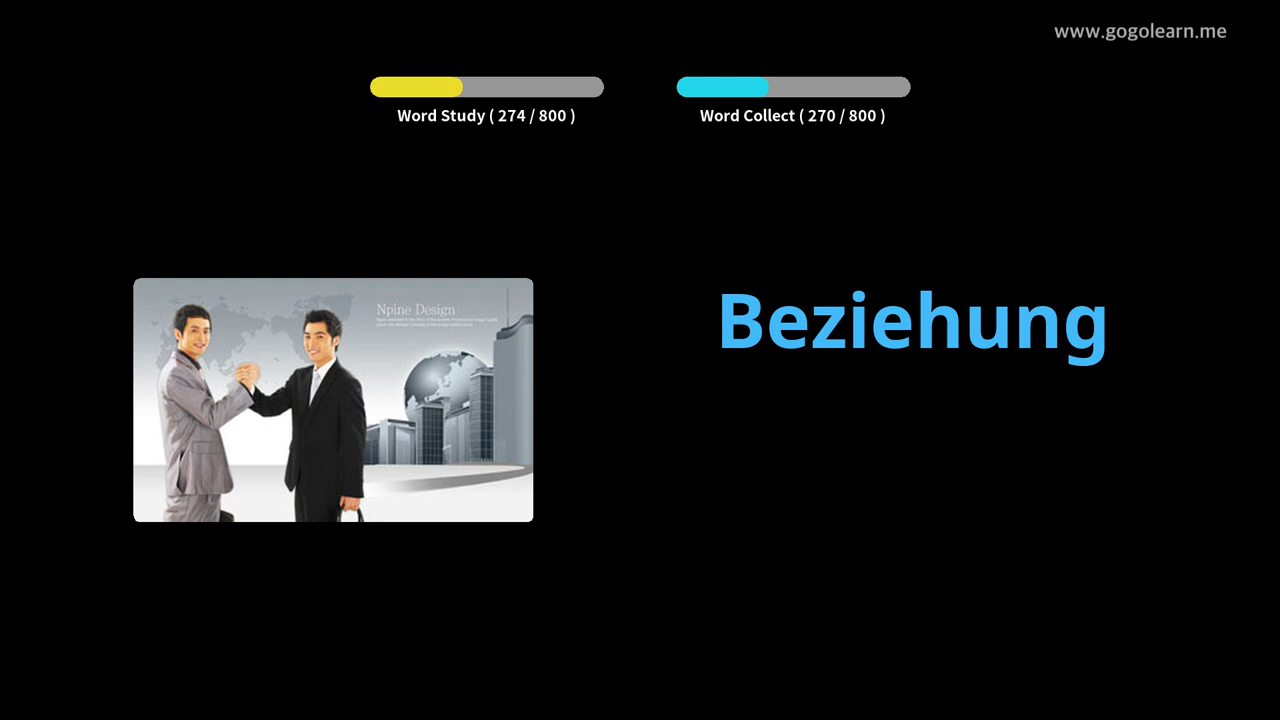 www.gogolearn.me
Word Study ( 274 / 800 )
Word Collect ( 270 / 800 )
Npine Design
Beziehung